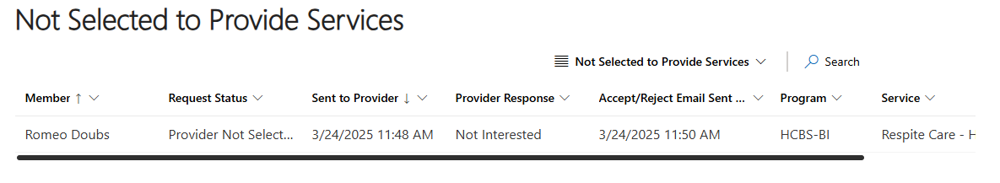 Not Selected to Provide Services
Not Selected to Provide Services Search
Member Request Status Sent to Provider Provider Response Accept/Reject Email Sent ... Program Service
Romeo Doubs Provider Not Select... 3/24/2025 11:48 AM Not Interested 3/24/2025 11:50 AM HCBS-BI Respite Care - H